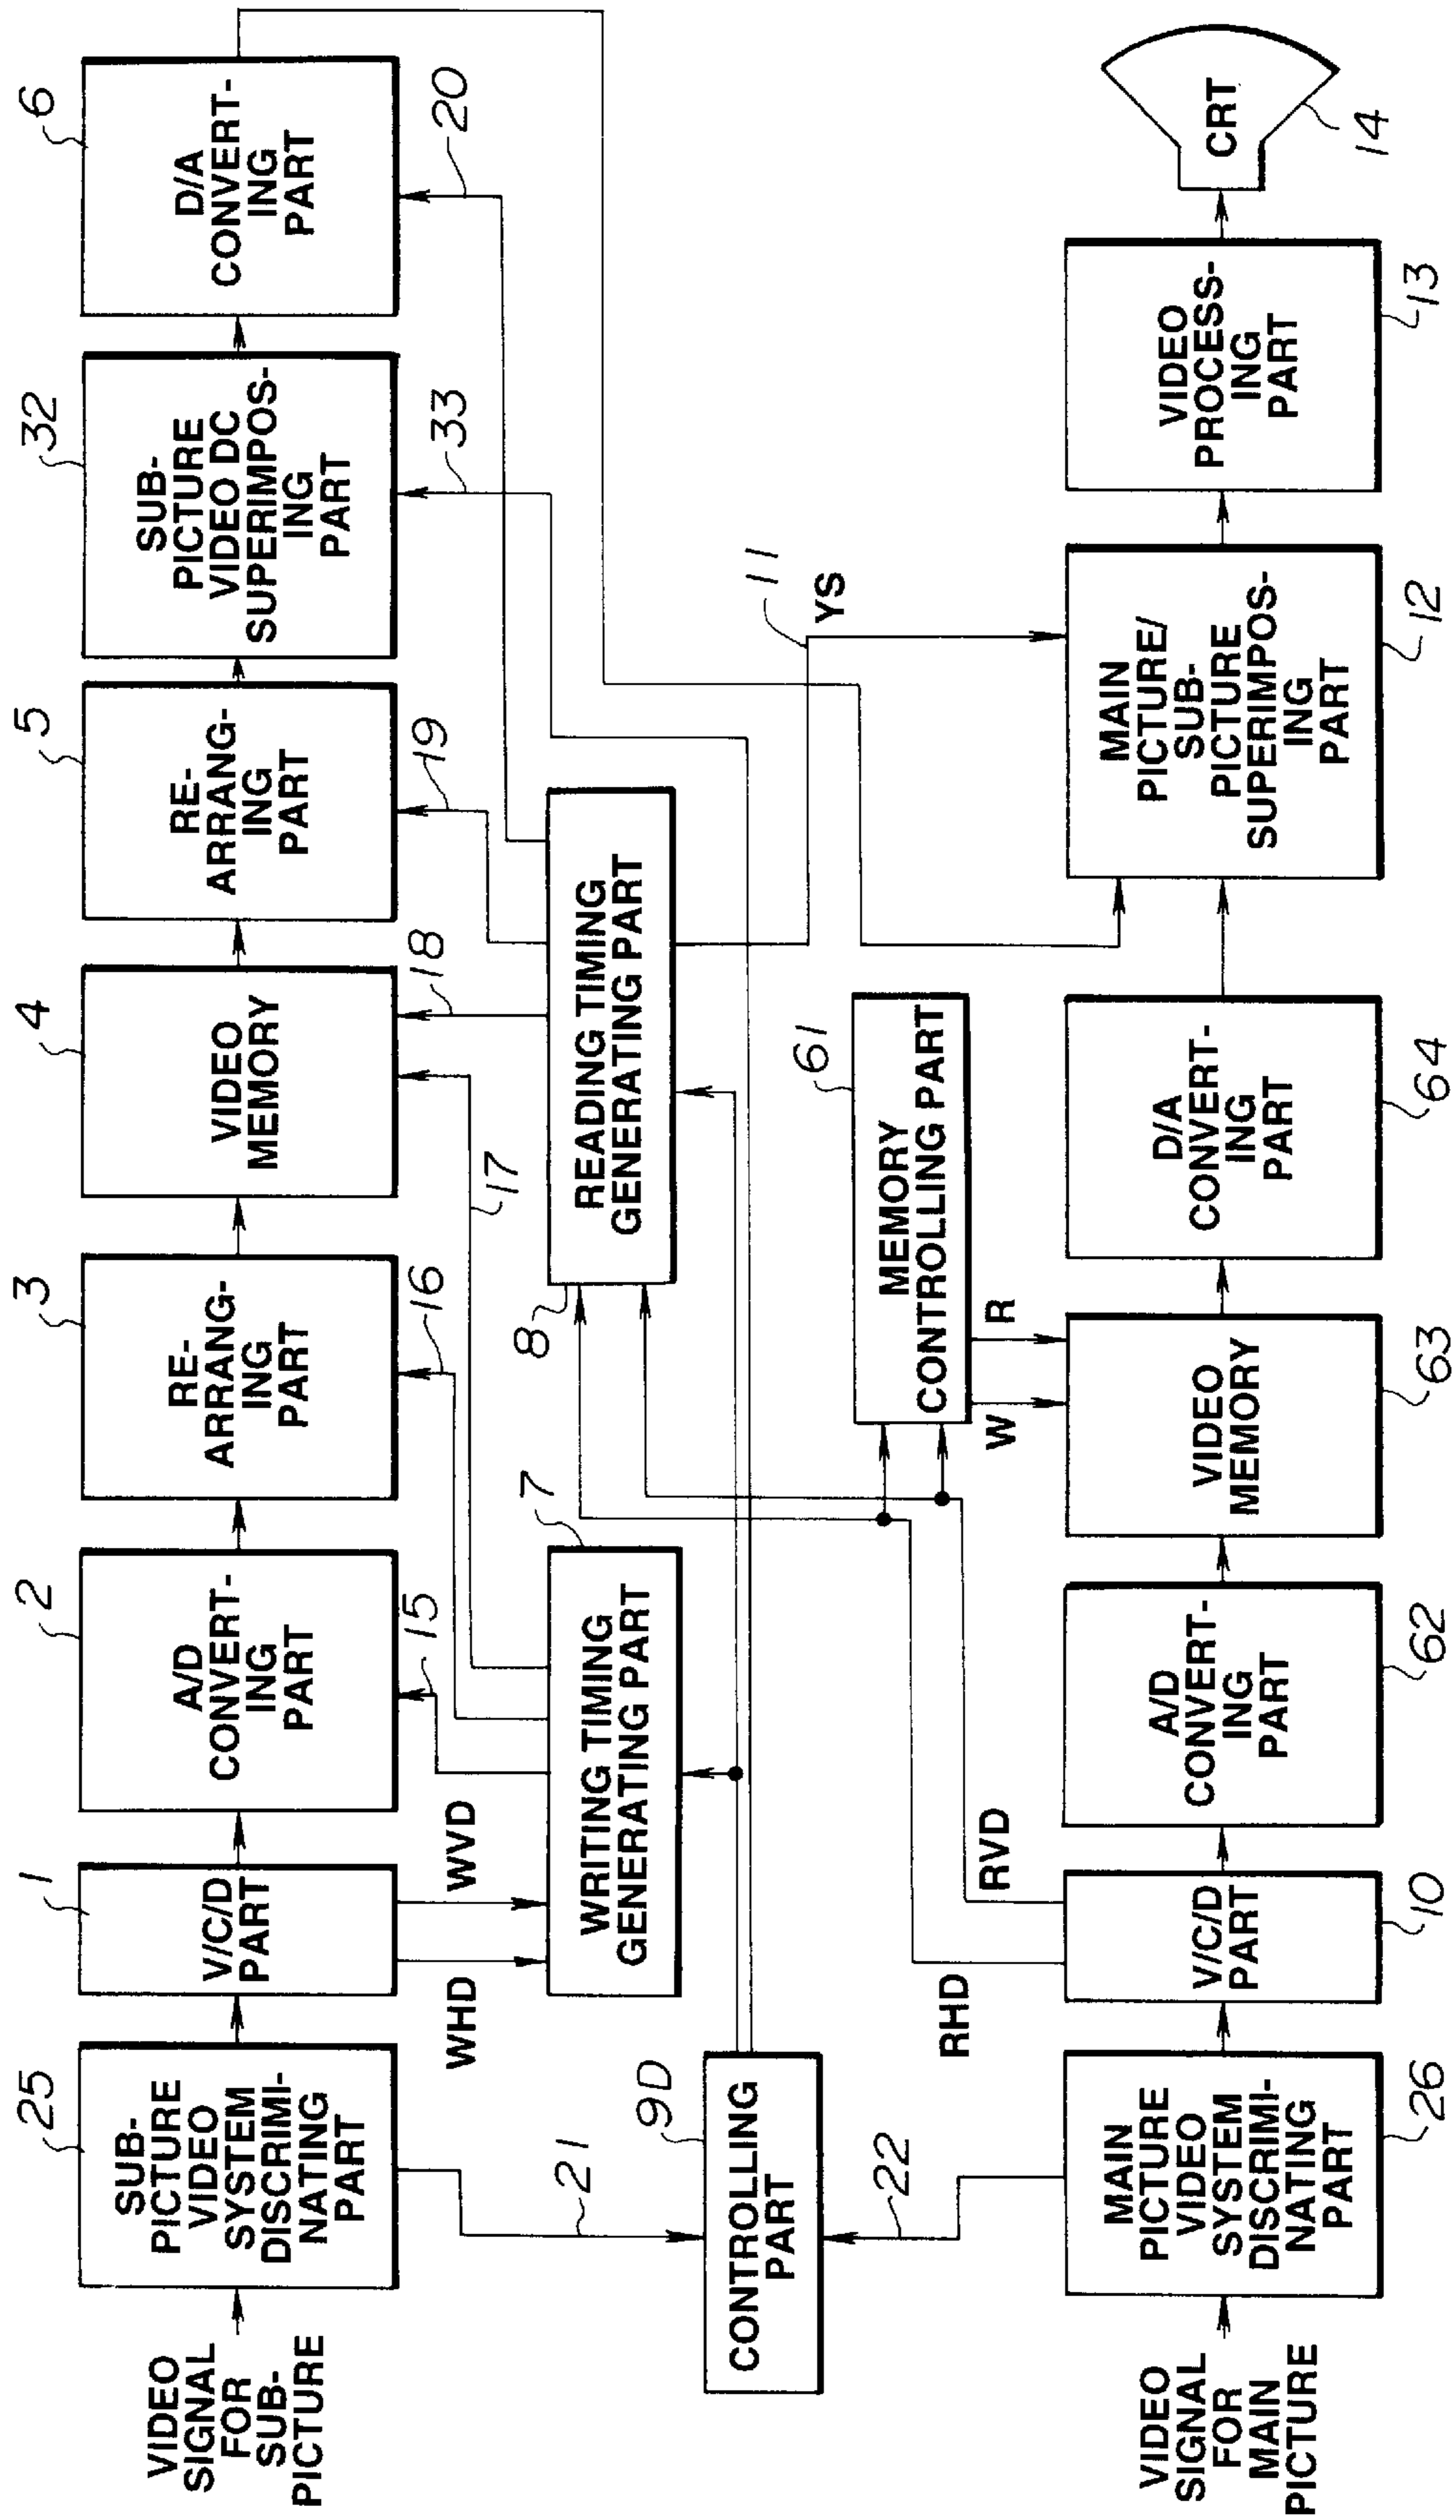 VIDEO
SIGNAL
FOR
SUB-
PICTURE
25
SUB-
PICTURE
VIDEO
SYSTEM
DISCRIMI-
NATING
PART
1
V/C/D
PART
2
A/D
CONVERT-
ING
PART
3
RE-
ARRANG-
ING
PART
4
VIDEO
MEMORY
5
RE-
ARRANG-
ING
PART
32
SUB-
PICTURE
VIDEO DC
SUPERIMPOS-
ING
PART
6
D/A
CONVERT-
ING
PART
WHD
WVD
15
16
17
18
19
33
20
21
7
WRITING TIMING
GENERATING PART
8
READING TIMING
GENERATING PART
11
YS
9D
CONTROLLING
PART
22
RHD
RVD
61
MEMORY
CONTROLLING PART
W
R
VIDEO
SIGNAL
FOR
MAIN
PICTURE
MAIN
PICTURE
VIDEO
SYSTEM
DISCRIMI-
NATING
PART
26
V/C/D
PART
10
A/D
CONVERT-
ING
PART
62
VIDEO
MEMORY
63
D/A
CONVERT-
ING
PART
64
MAIN
PICTURE/
SUB-
PICTURE
SUPERIMPOS-
ING
PART
12
VIDEO
PROCESS-
ING
PART
13
CRT
14